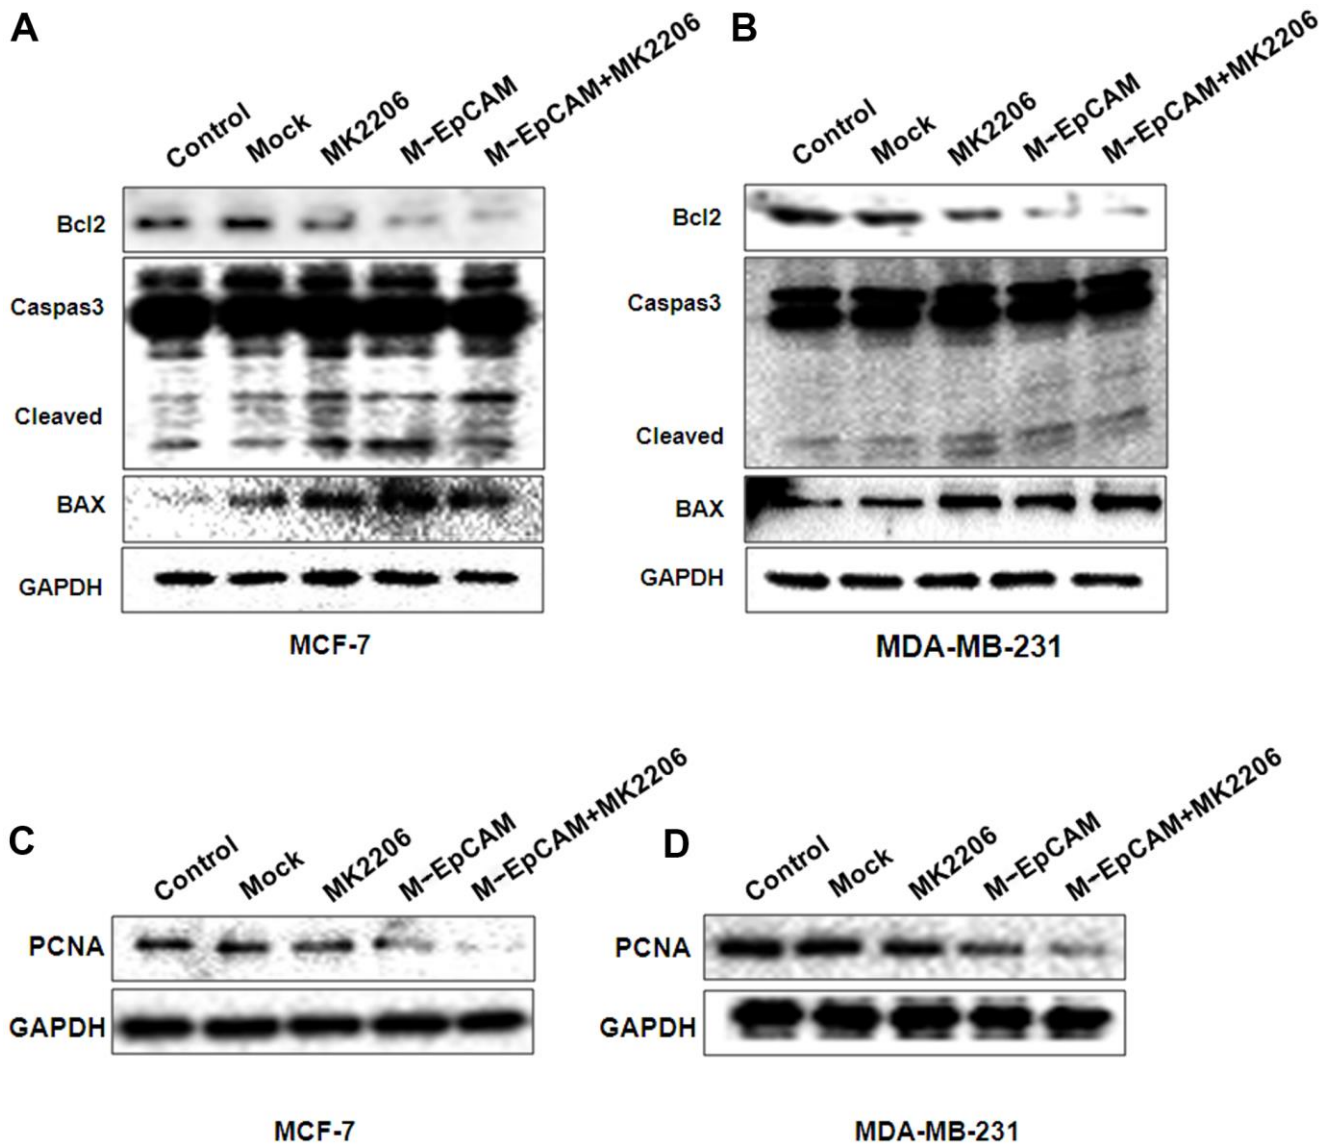 A
Control
Mock
MK2206
M-EpCAM
M-EpCAM+MK2206
Bcl2
Caspas3
Cleaved
BAX
GAPDH
MCF-7
B
Control
Mock
MK2206
M-EpCAM
M-EpCAM+MK2206
Bcl2
Caspas3
Cleaved
BAX
GAPDH
MDA-MB-231
C
Control
Mock
MK2206
M-EpCAM
M-EpCAM+MK2206
PCNA
GAPDH
MCF-7
D
Control
Mock
MK2206
M-EpCAM
M-EpCAM+MK2206
PCNA
GAPDH
MDA-MB-231